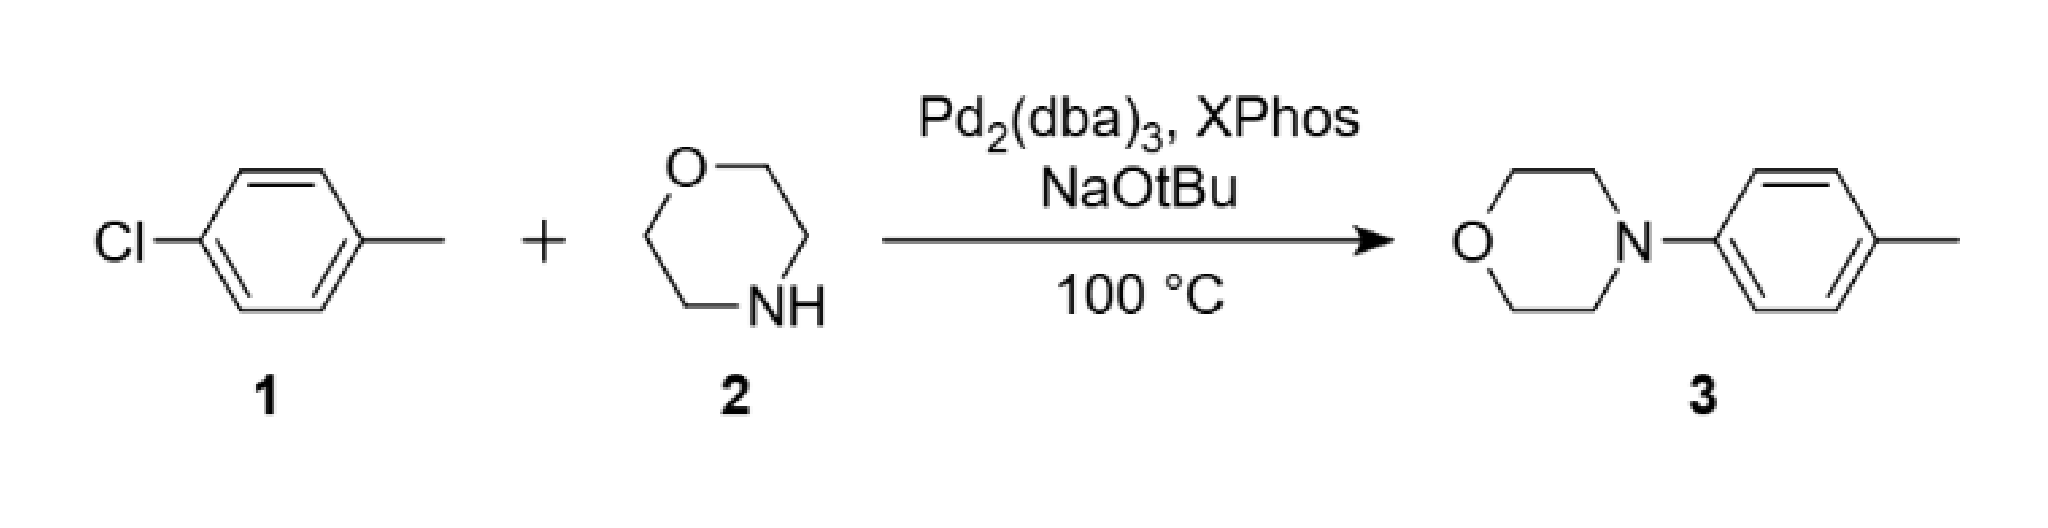 Pd₂(dba)₃, XPhos
NaOtBu
Cl
+
O
NH
100 °C
O
N
1
2
3